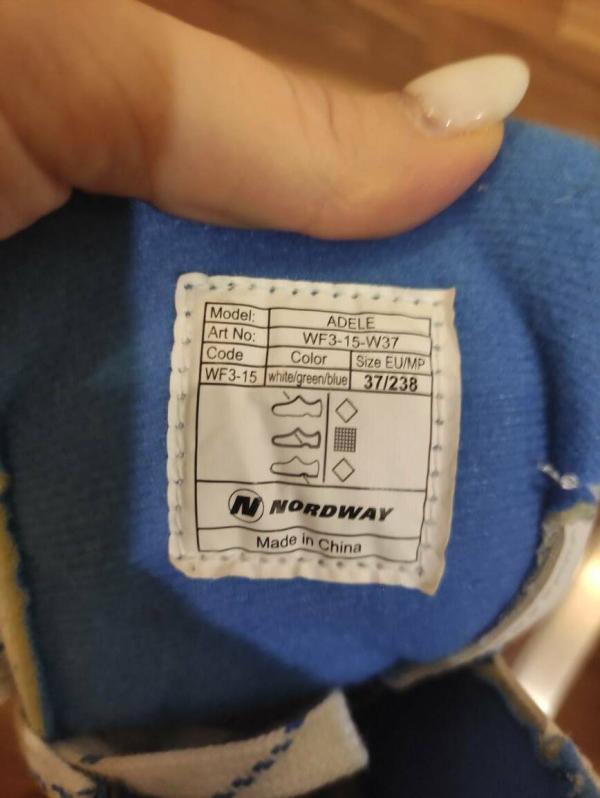 Model: ADELE
Art No: WF3-15-W37
Code Color Size EU/MP
WF3-15 white/green/blue 37/238
N NORDWAY
Made in China